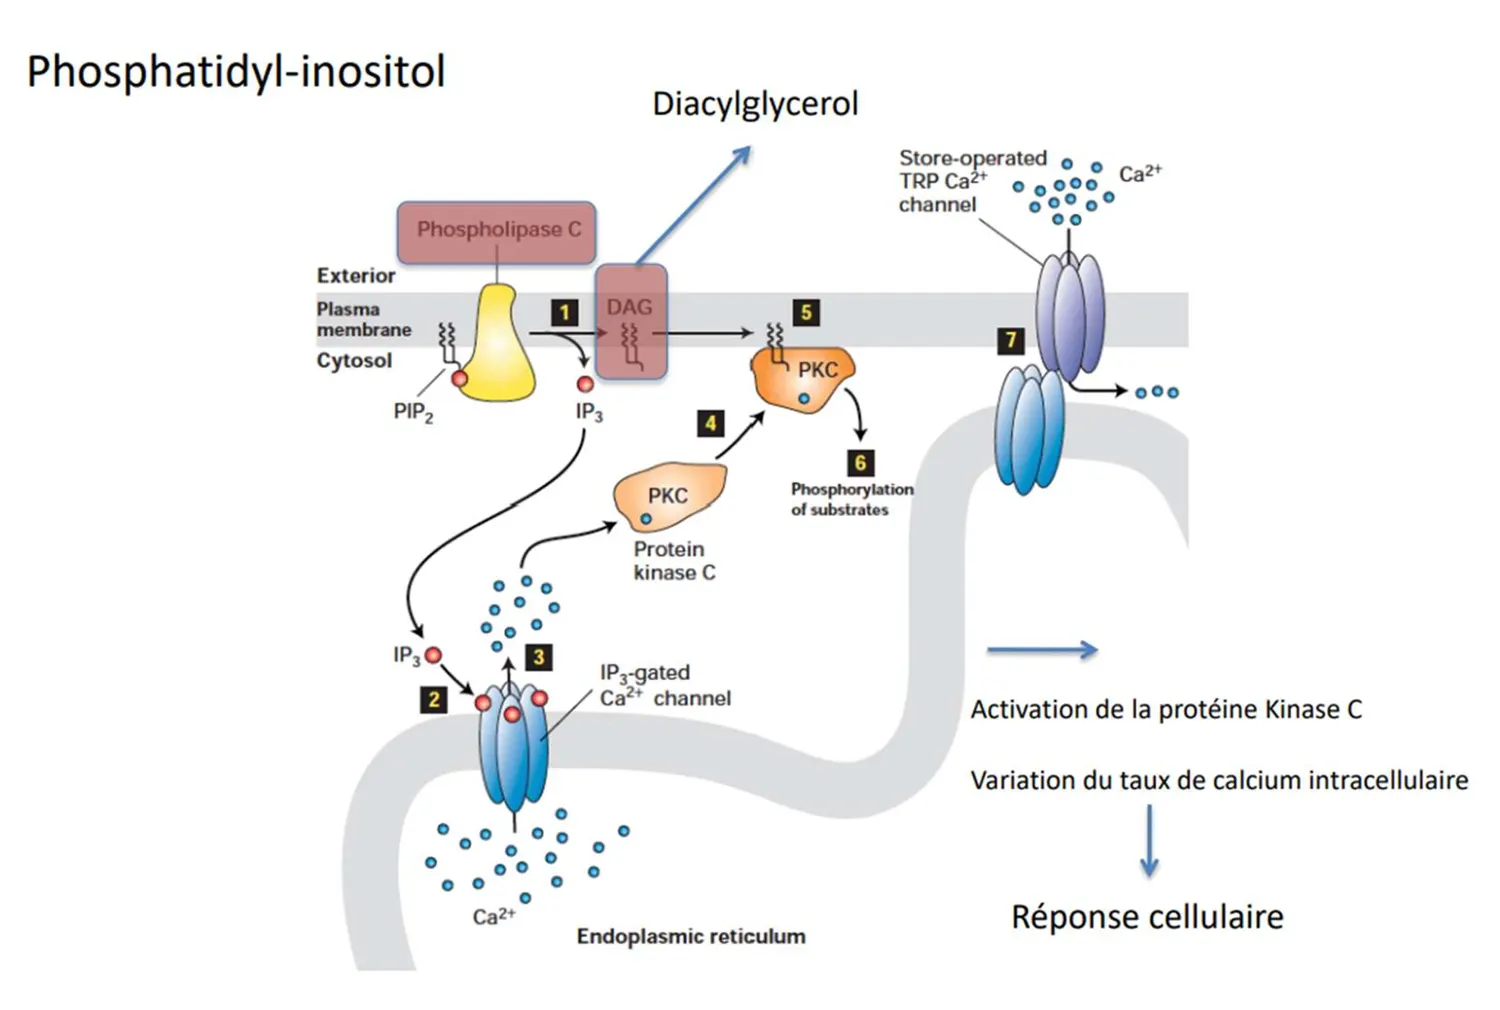 Phosphatidyl-inositol
Diacylglycerol
Store-operated
TRP Ca2+
channel
Ca2+
Phospholipase C
Exterior
Plasma
membrane
Cytosol
1
DAG
5
7
PKC
PIP2
IP3
4
6
Phosphorylation
of substrates
PKC
Protein
kinase C
IP3
3
2
IP3-gated
Ca2+ channel
Activation de la protéine Kinase C
Variation du taux de calcium intracellulaire
Réponse cellulaire
Ca2+
Endoplasmic reticulum